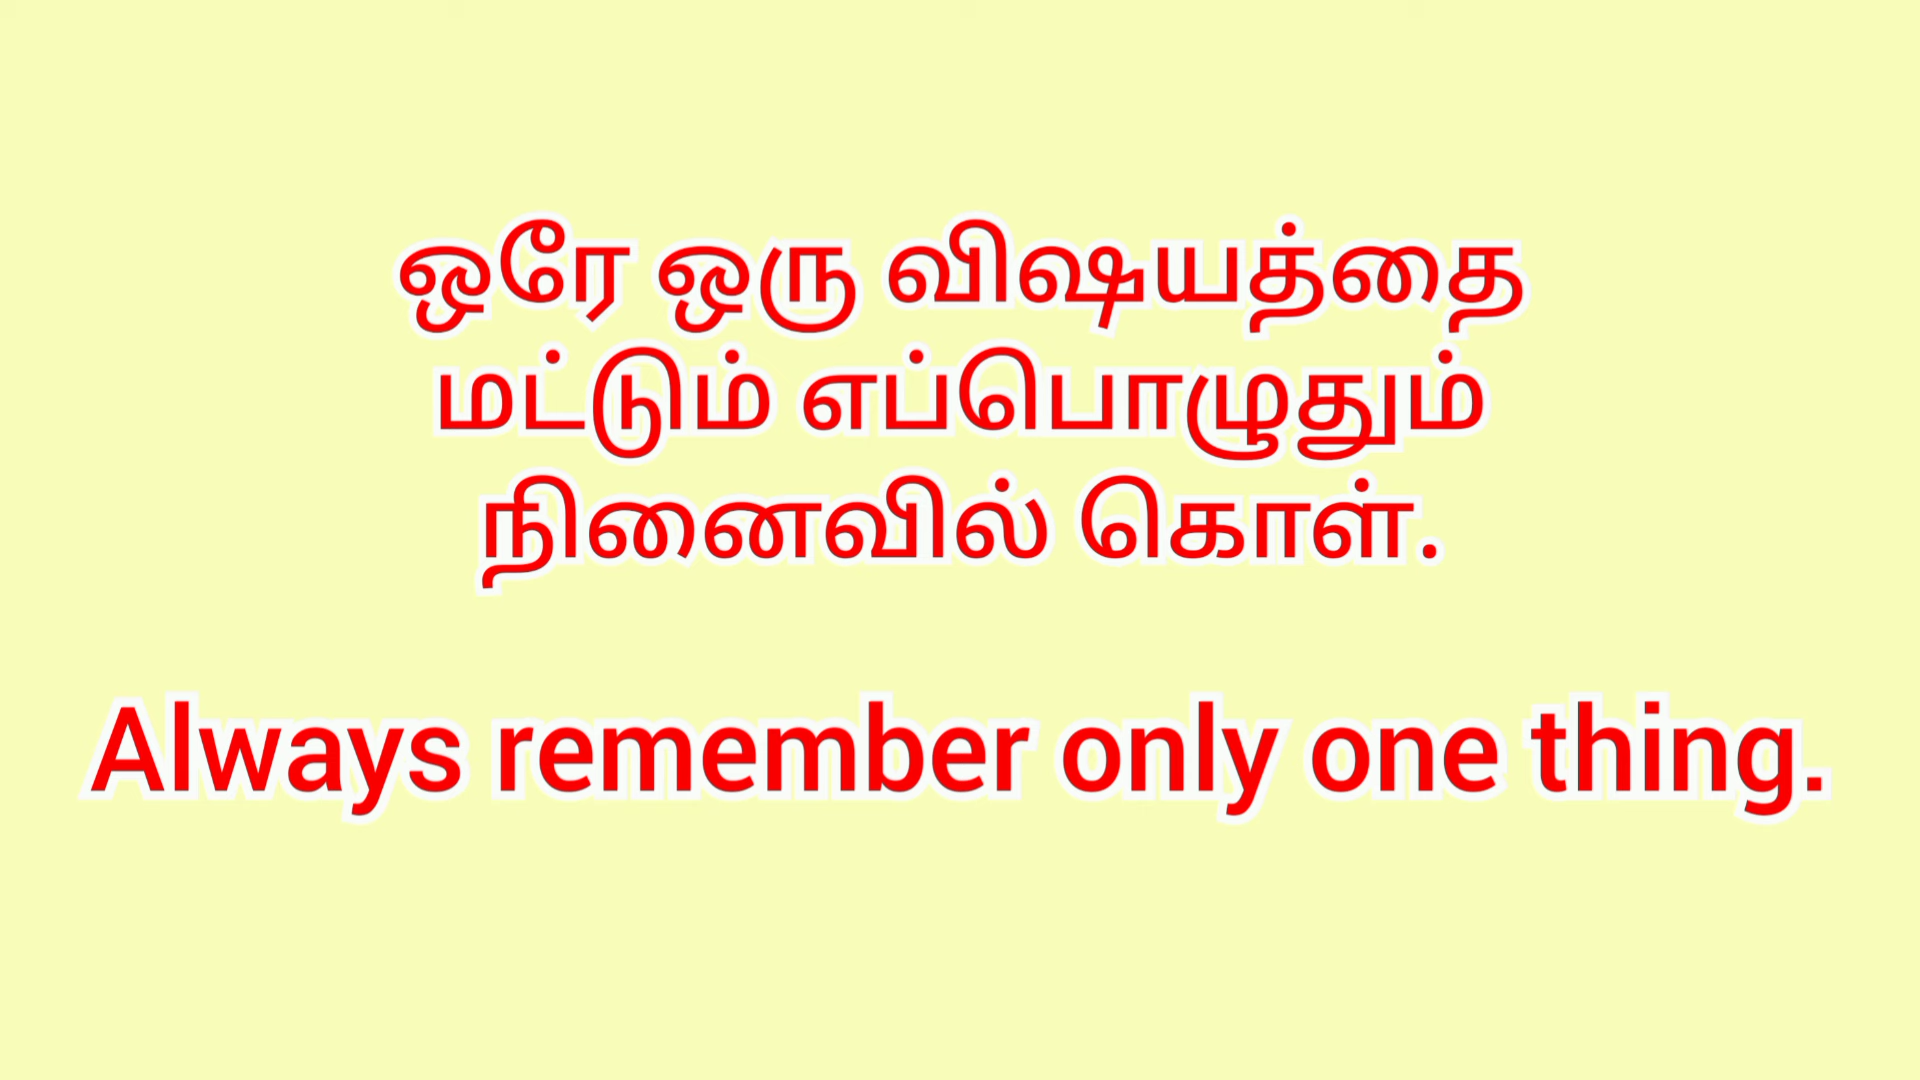 ஒரே ஒரு விஷயத்தை
மட்டும் எப்பொழுதும்
நினைவில் கொள்.
Always remember only one thing.